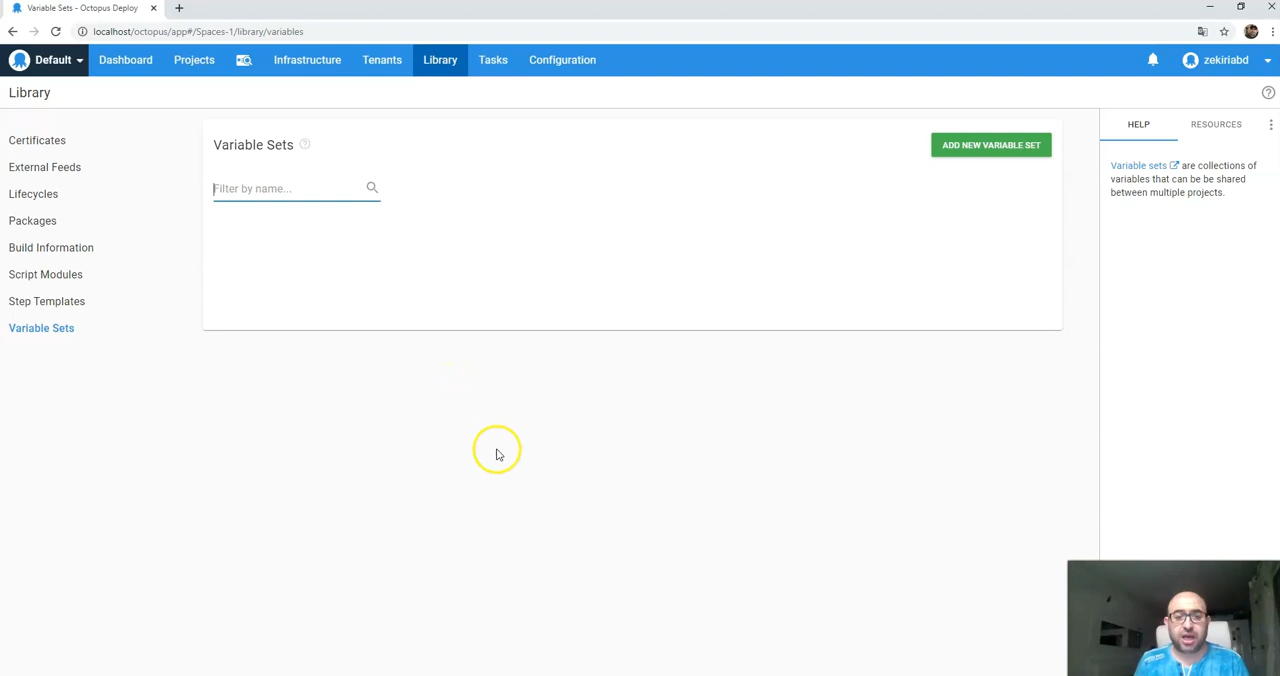 Variable Sets - Octopus Deploy
localhost/octopus/app#/Spaces-1/library/variables
Default Dashboard Projects Infrastructure Tenants Library Tasks Configuration zekiriabd
Library
Certificates
External Feeds
Lifecycles
Packages
Build Information
Script Modules
Step Templates
Variable Sets
Variable Sets
ADD NEW VARIABLE SET
Filter by name...
HELP RESOURCES
Variable sets are collections of
variables that can be be shared
between multiple projects.